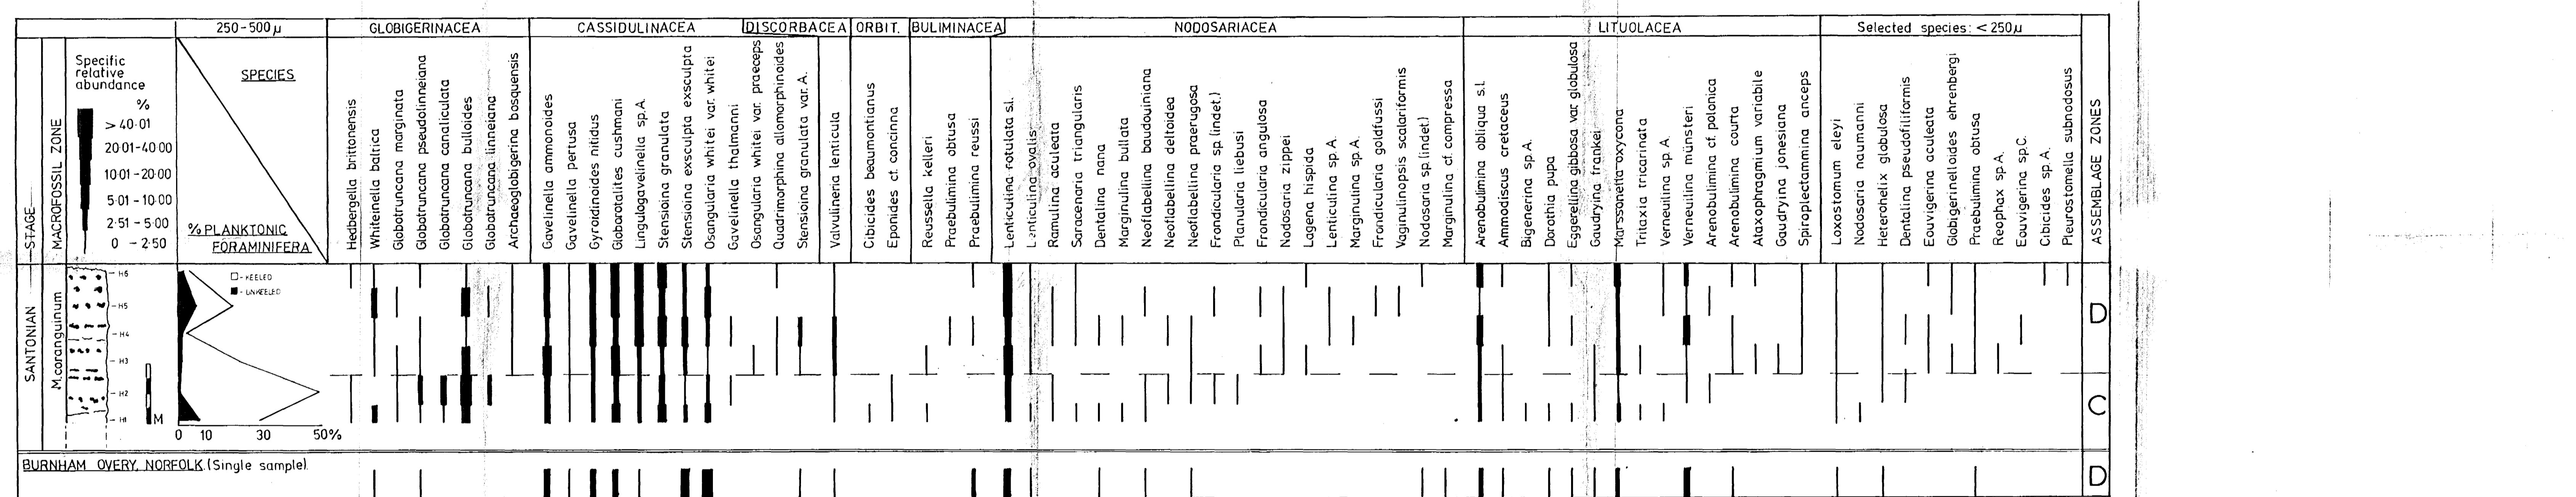 250-500µ
GLOBIGERINACEA
CASSIDULINACEA
DISCORBACEA
ORBIT.
BULIMINACEA
NODOSARIACEA
LITUOLACEA
Selected species: < 250µ
STAGE
MACROFOSSIL ZONE
Specific
relative
abundance
%
> 40·01
20·01-40·00
10·01-20·00
5·01-10·00
2·51-5·00
0 -2·50
SPECIES
% PLANKTONIC
FORAMINIFERA
Hedbergella brittonensis
Whiteinella baltica
Globotruncana marginata
Globotruncana pseudolinneiana
Globotruncana canaliculata
Globotruncana bulloides
Globotruncana linneiana
Archaeoglobigerina bosquensis
Gavelinella ammonoides
Gavelinella pertusa
Gyroidinoides nitidus
Globorotalites cushmani
Lingulogavelinella sp.A.
Stensioina granulata
Stensioina exsculpta exsculpta
Osangularia whitei var. whitei
Gavelinella thalmanni
Osangularia whitei var. praeceps
Quadrimorphina allomorphinoides
Stensioina granulata var. A.
Valvulineria lenticula
Cibicides beaumontianus
Eponides cf. concinna
Reussella kelleri
Praebulimina obtusa
Praebulimina reussi
Lenticulina rotulata s.l.
Lenticulina ovalis
Ramulina aculeata
Saracenaria triangularis
Dentalina nana
Marginulina bullata
Neoflabellina baudouiniana
Neoflabellina deltoidea
Neoflabellina praerugosa
Frondicularia sp. (indet.)
Planularia liebusi
Frondicularia angulosa
Nodosaria zippei
Lagena hispida
Lenticulina sp A.
Marginulina sp.A.
Frondicularia goldfussi
Vaginulinopsis scalariformis
Nodosaria sp. (indet.)
Marginulina cf. compressa
Arenobulimina obliqua s.l.
Ammodiscus cretaceus
Bigenerina sp.A.
Dorothia pupa
Eggerellina gibbosa var. globulosa
Gaudryina frankei
Marssonella oxycona
Tritaxia tricarinata
Verneuilina sp. A.
Verneuilina münsteri
Arenobulimina cf. polonica
Arenobulimina courta
Ataxophragmium variabile
Gaudryina jonesiana
Spiroplectammina anceps
Loxostomum eleyi
Nodosaria naumanni
Heterohelix globulosa
Dentalina pseudofiliformis
Eouvigerina aculeata
Globigerinelloides ehrenbergi
Praebulimina obtusa
Reophax sp.A.
Eouvigerina sp.C.
Cibicides sp. A.
Pleurostomella subnodosus
ASSEMBLAGE ZONES
SANTONIAN
M.coranguinum
H6
H5
H4
H3
H2
H1
M
□-KEELED
■-UNKEELED
0 10 30 50%
D
C
BURNHAM OVERY, NORFOLK.(Single sample).
D